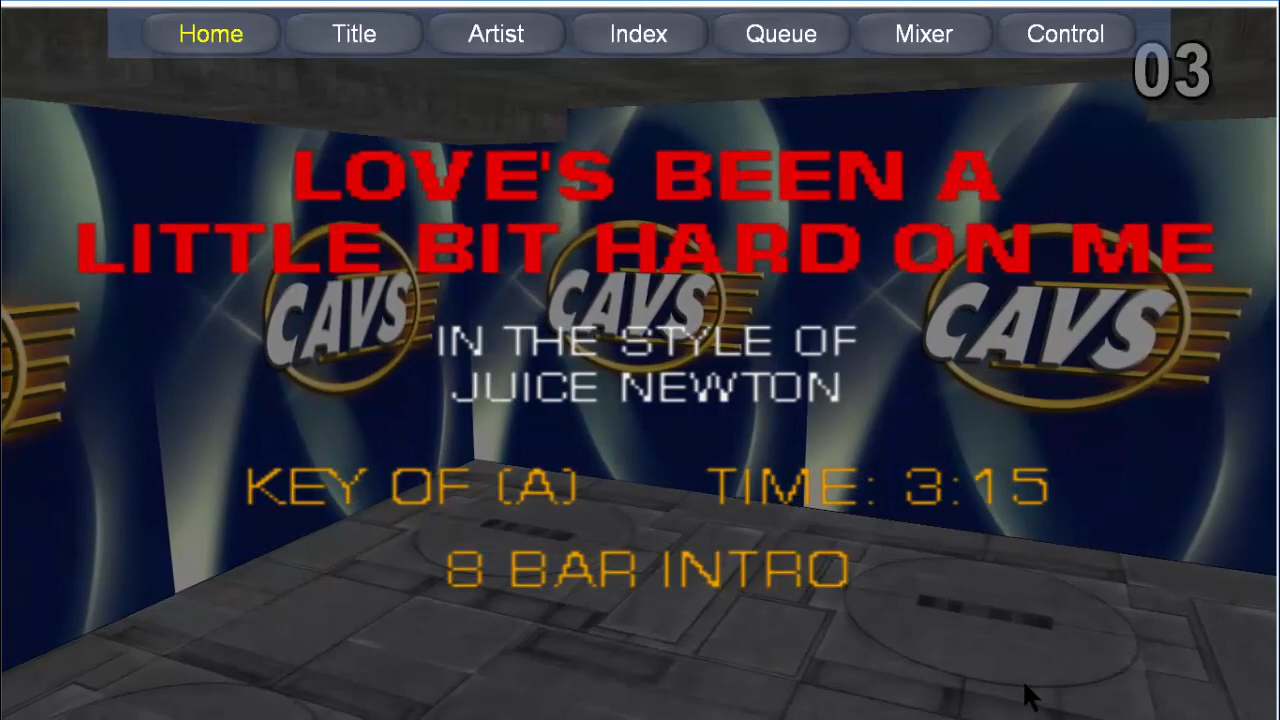 Home Title Artist Index Queue Mixer Control
03
LOVE'S BEEN A
LITTLE BIT HARD ON ME
CAVS CAVS CAVS
IN THE STYLE OF
JUICE NEWTON
KEY OF (A) TIME: 3:15
8 BAR INTRO